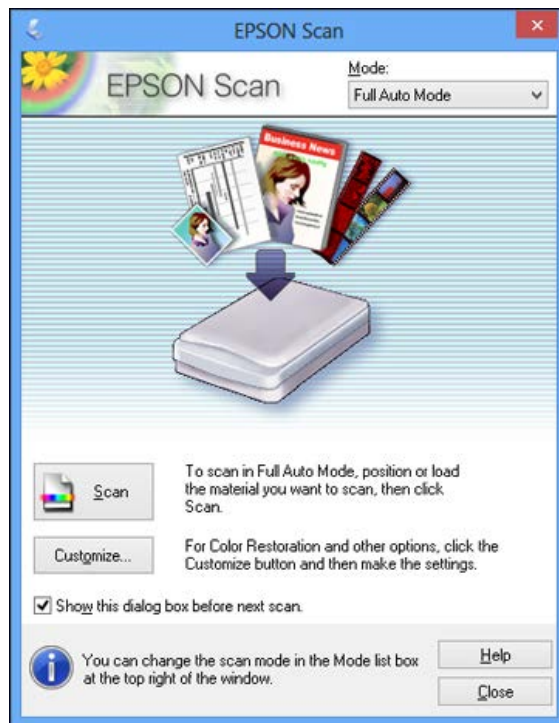 EPSON Scan
EPSON Scan
Mode:
Full Auto Mode
Business News
Scan
To scan in Full Auto Mode, position or load
the material you want to scan, then click
Scan.
Customize...
For Color Restoration and other options, click the
Customize button and then make the settings.
Show this dialog box before next scan.
You can change the scan mode in the Mode list box
at the top right of the window.
Help
Close